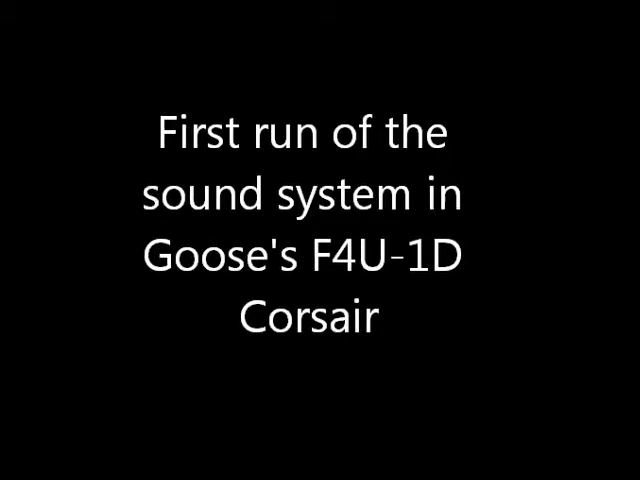 First run of the
sound system in
Goose's F4U-1D
Corsair